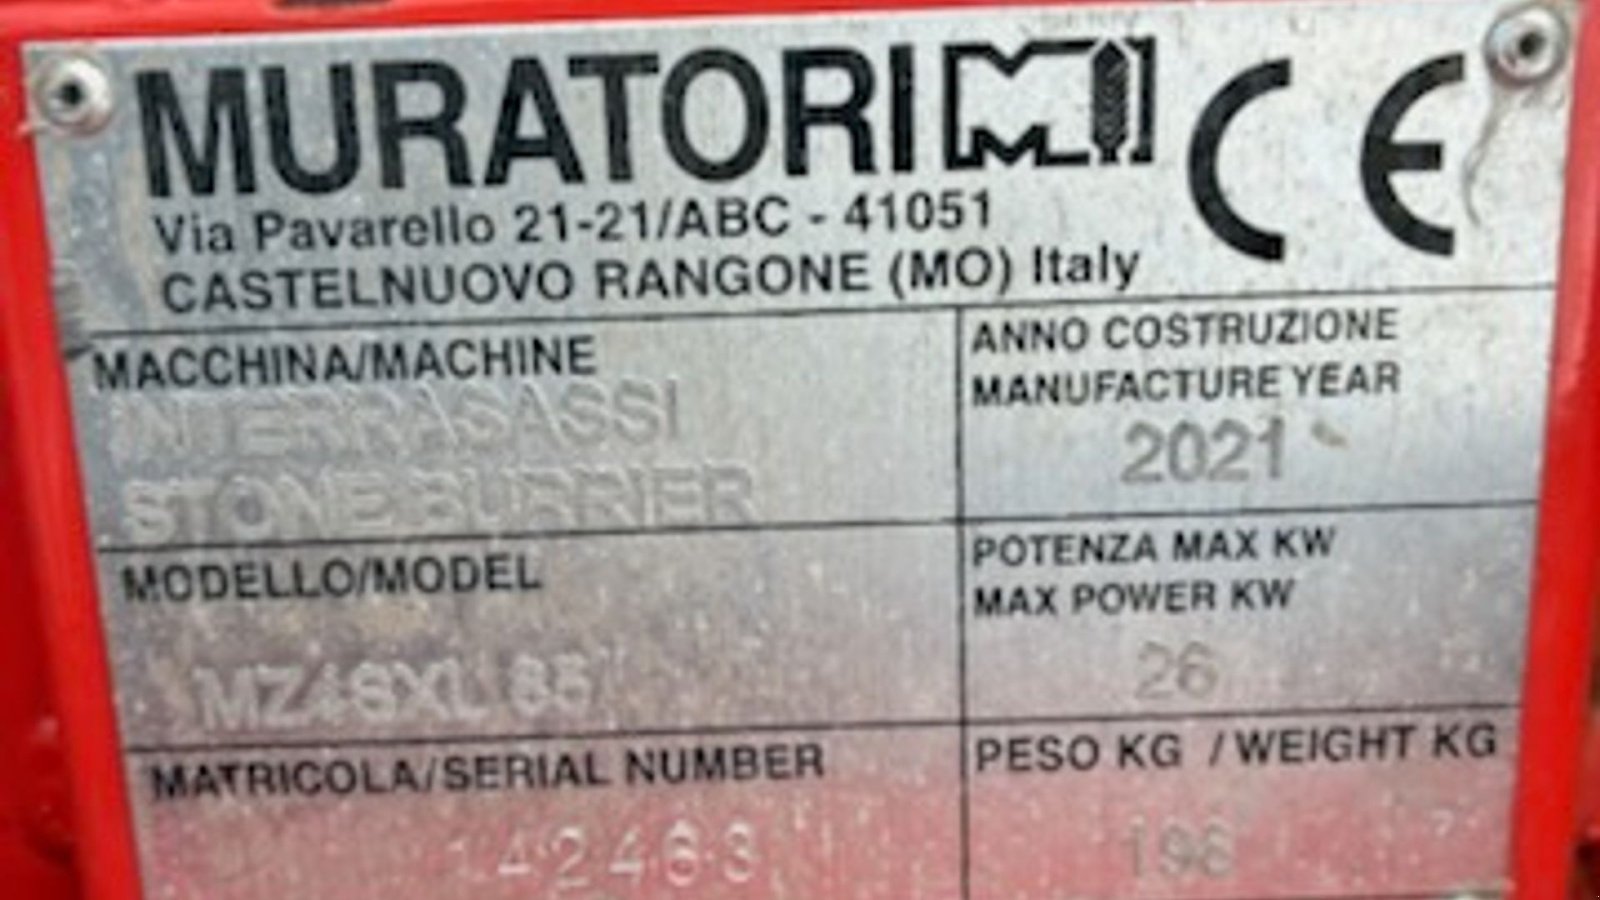 MURATORI
CE
Via Pavarello 21-21/ABC - 41051
CASTELNUOVO RANGONE (MO) Italy
MACCHINA/MACHINE
INTERRASASSI
STONE BURRIER
ANNO COSTRUZIONE
MANUFACTURE YEAR
2021
MODELLO/MODEL
POTENZA MAX KW
MAX POWER KW
26
MATRICOLA/SERIAL NUMBER
PESO KG / WEIGHT KG